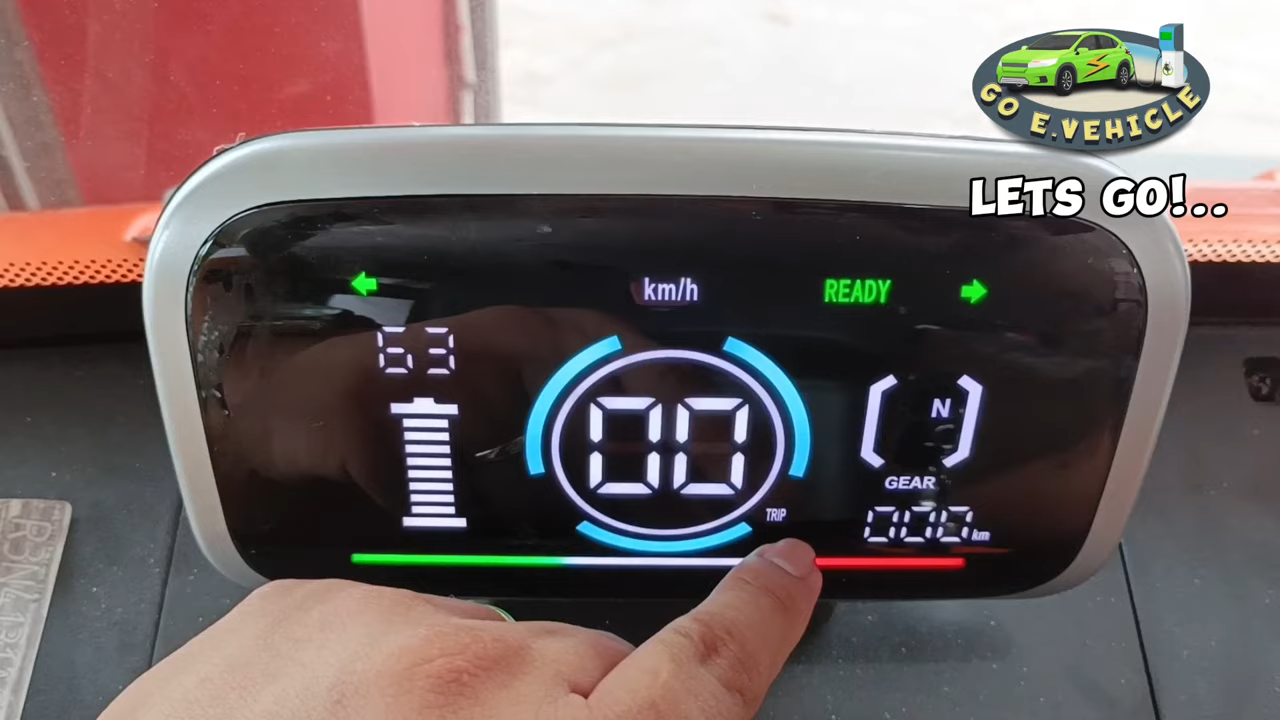 GO E.VEHICLE
LETS GO!..
km/h
READY
63
00
N
GEAR
TRIP
000 km